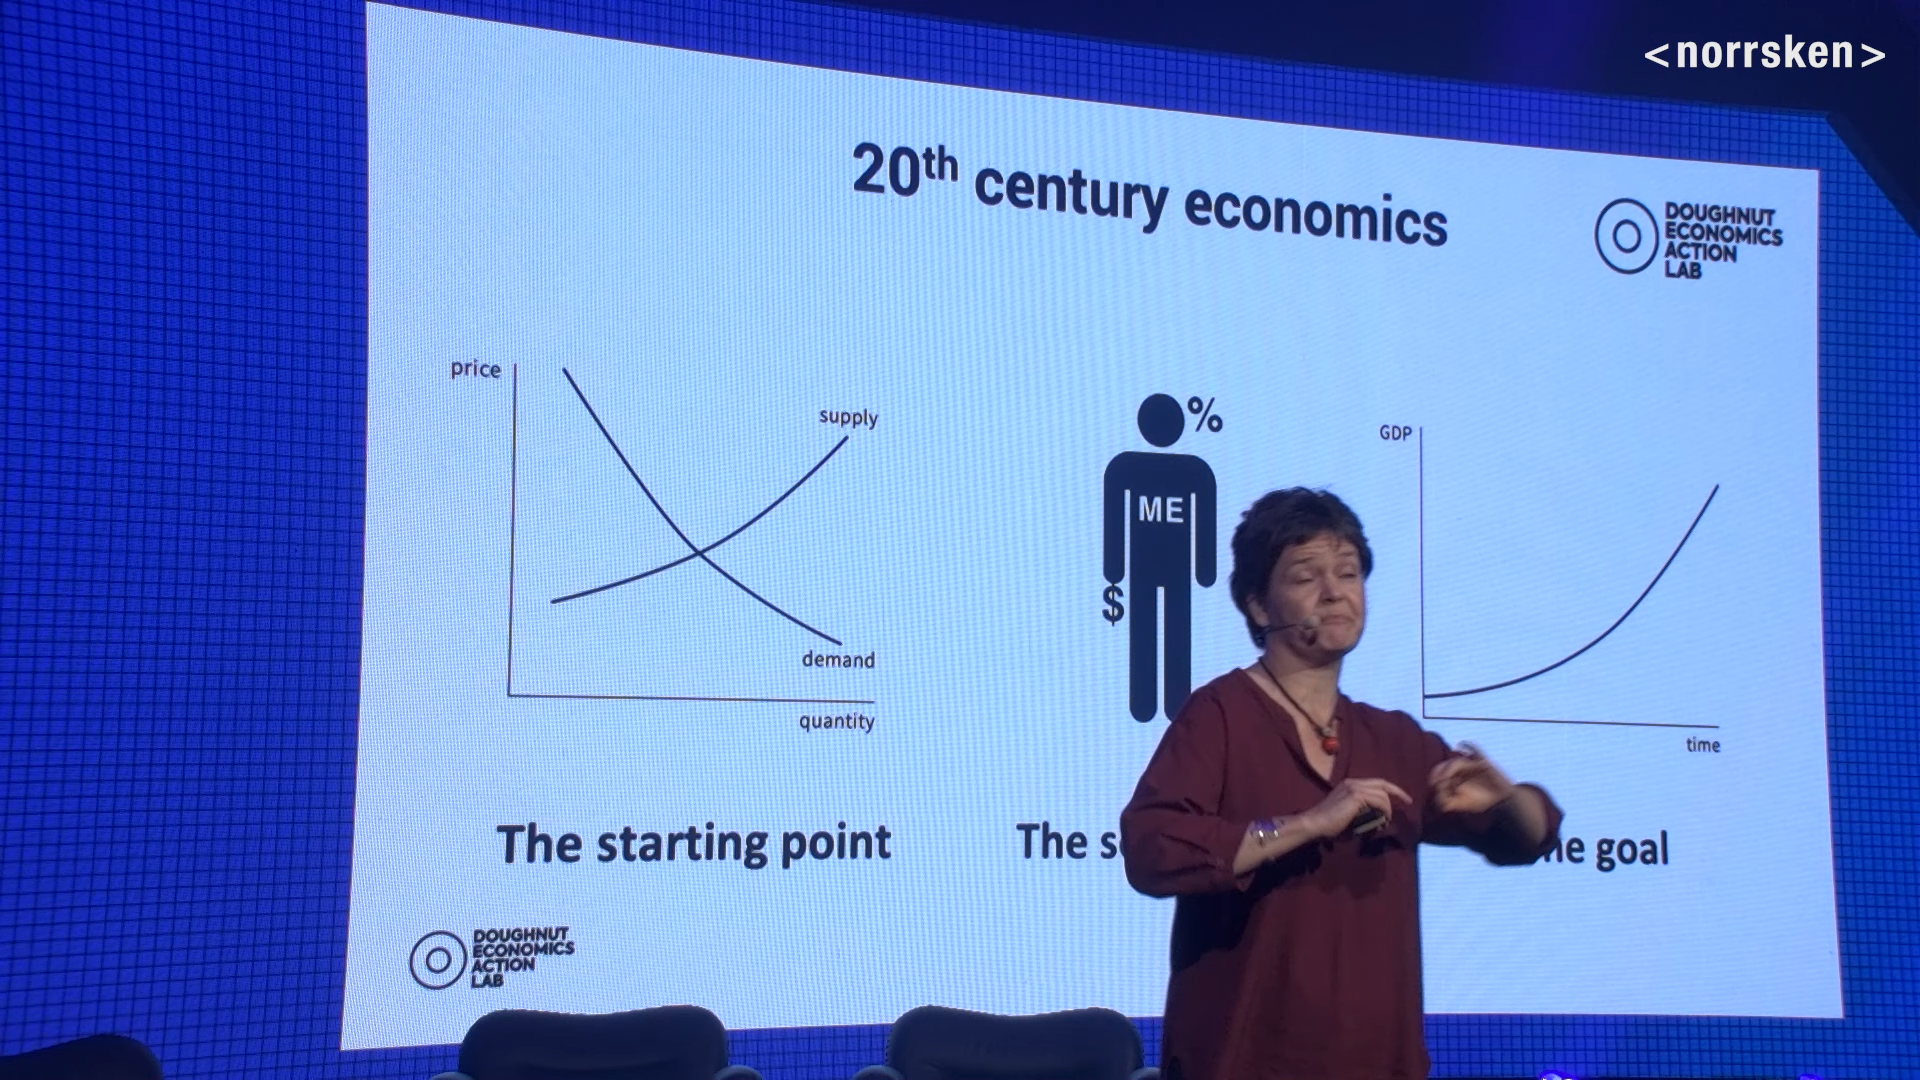 <norrsken>
20th century economics
DOUGHNUT
ECONOMICS
ACTION
LAB
price
supply
demand
quantity
%
ME
$
GDP
time
The starting point
The
goal
DOUGHNUT
ECONOMICS
ACTION
LAB